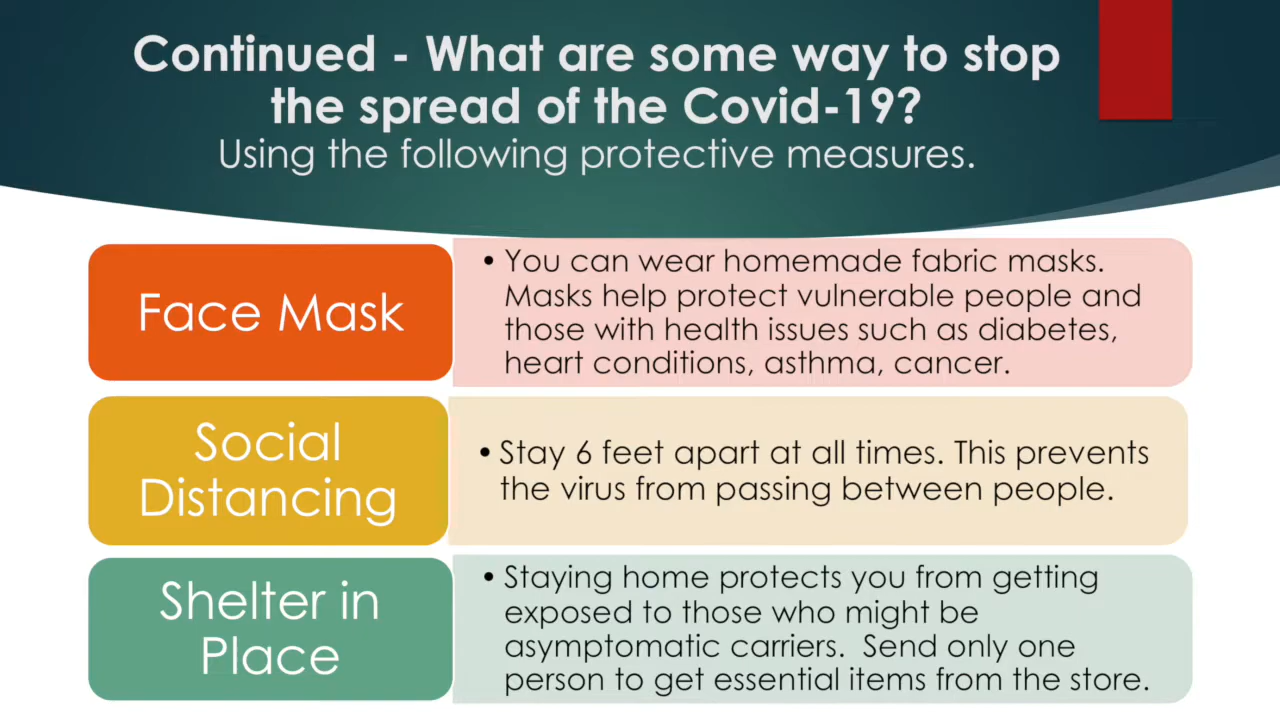 Continued - What are some way to stop
the spread of the Covid-19?
Using the following protective measures.
Face Mask
• You can wear homemade fabric masks.
Masks help protect vulnerable people and
those with health issues such as diabetes,
heart conditions, asthma, cancer.
Social
Distancing
• Stay 6 feet apart at all times. This prevents
the virus from passing between people.
Shelter in
Place
• Staying home protects you from getting
exposed to those who might be
asymptomatic carriers.  Send only one
person to get essential items from the store.